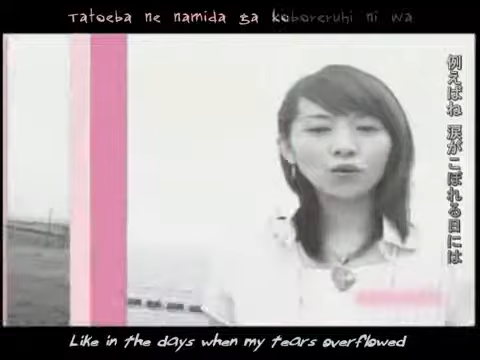 Tatoeba ne namida ga koboreruhi ni wa
例えばね 涙がこぼれる日には
Like in the days when my tears overflowed